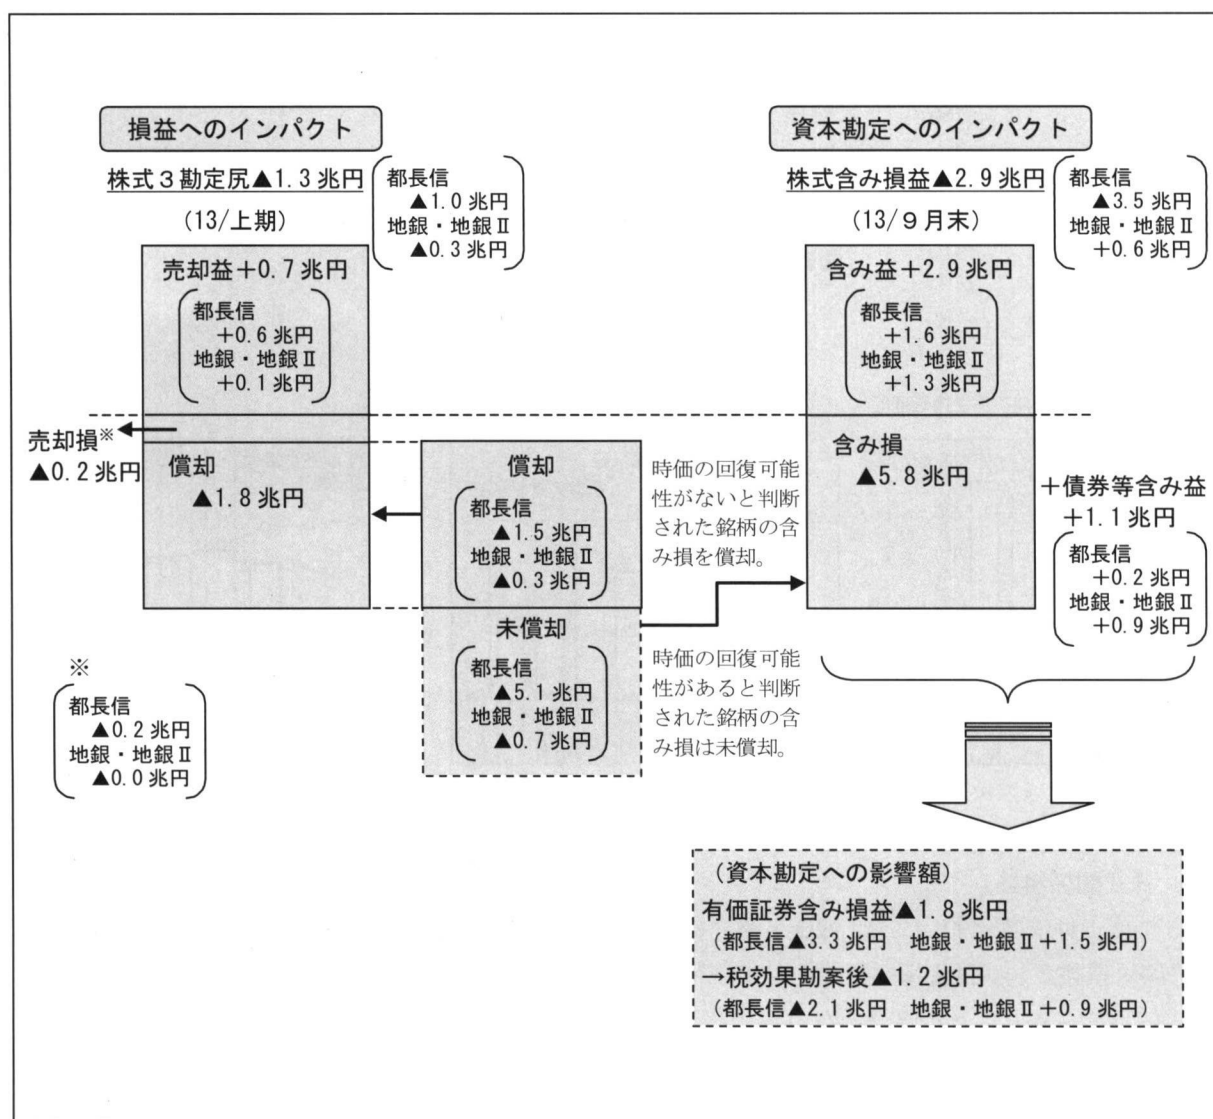 損益へのインパクト
株式３勘定尻▲1.3 兆円
都長信
▲1.0 兆円
地銀・地銀Ⅱ
▲0.3 兆円
(13/上期)
売却益＋0.7 兆円
都長信
＋0.6 兆円
地銀・地銀Ⅱ
＋0.1 兆円
売却損※
▲0.2 兆円
償却
▲1.8 兆円
償却
都長信
▲1.5 兆円
地銀・地銀Ⅱ
▲0.3 兆円
時価の回復可能
性がないと判断
された銘柄の含
み損を償却。
未償却
都長信
▲5.1 兆円
地銀・地銀Ⅱ
▲0.7 兆円
時価の回復可能
性があると判断
された銘柄の含
み損は未償却。
※
都長信
▲0.2 兆円
地銀・地銀Ⅱ
▲0.0 兆円
資本勘定へのインパクト
株式含み損益▲2.9 兆円
都長信
▲3.5 兆円
地銀・地銀Ⅱ
＋0.6 兆円
(13/９月末)
含み益＋2.9 兆円
都長信
＋1.6 兆円
地銀・地銀Ⅱ
＋1.3 兆円
含み損
▲5.8 兆円
＋債券等含み益
＋1.1 兆円
都長信
＋0.2 兆円
地銀・地銀Ⅱ
＋0.9 兆円
（資本勘定への影響額）
有価証券含み損益▲1.8 兆円
（都長信▲3.3 兆円　地銀・地銀Ⅱ＋1.5 兆円）
→税効果勘案後▲1.2 兆円
（都長信▲2.1 兆円　地銀・地銀Ⅱ+0.9 兆円）